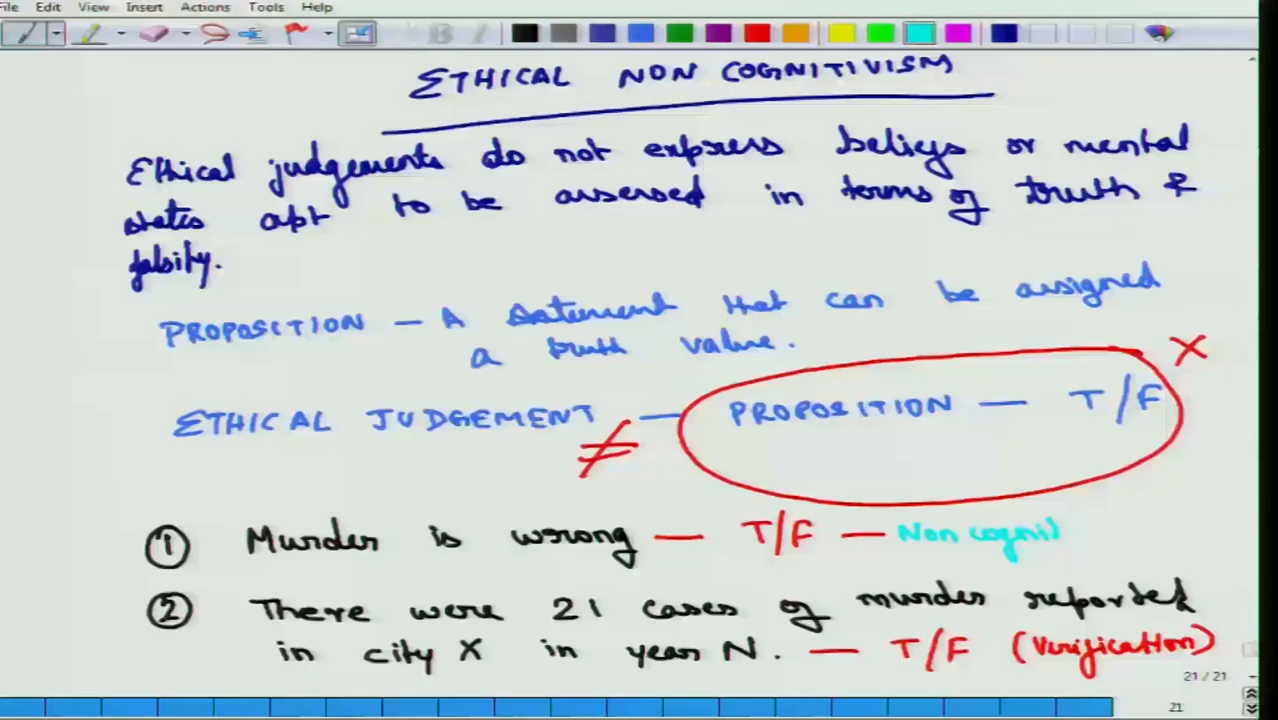 File Edit View Insert Actions Tools Help
ETHICAL NON COGNITIVISM
Ethical judgements do not express beliefs or mental
states apt to be assessed in terms of truth &
falsity.
PROPOSITION — A statement that can be assigned
a truth value.
ETHICAL JUDGEMENT — PROPOSITION — T/F X
≠
① Murder is wrong — T/F — Non cognit
② There were 21 cases of murder reported
in city X in year N. — T/F (Verification)
21 / 21
21